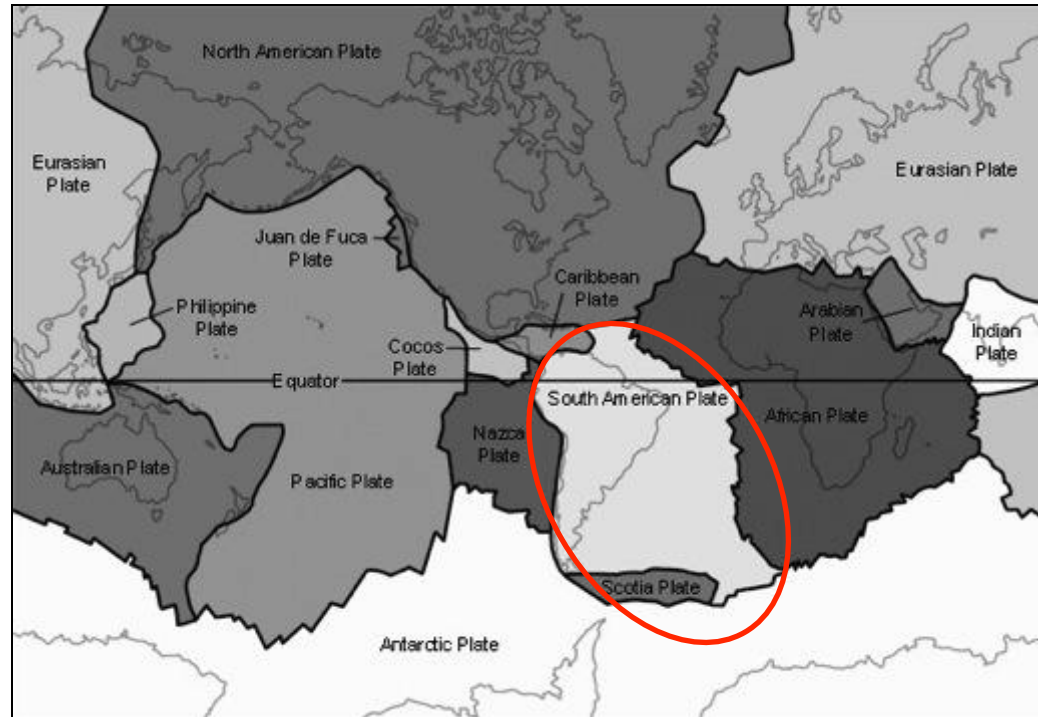 North American Plate
Eurasian
Plate
Eurasian Plate
Juan de Fuca
Plate
Caribbean
Plate
Philippine
Plate
Arabian
Plate
Indian
Plate
Cocos
Plate
Equator
South American Plate
African Plate
Nazca
Plate
Australian Plate
Pacific Plate
Scotia Plate
Antarctic Plate